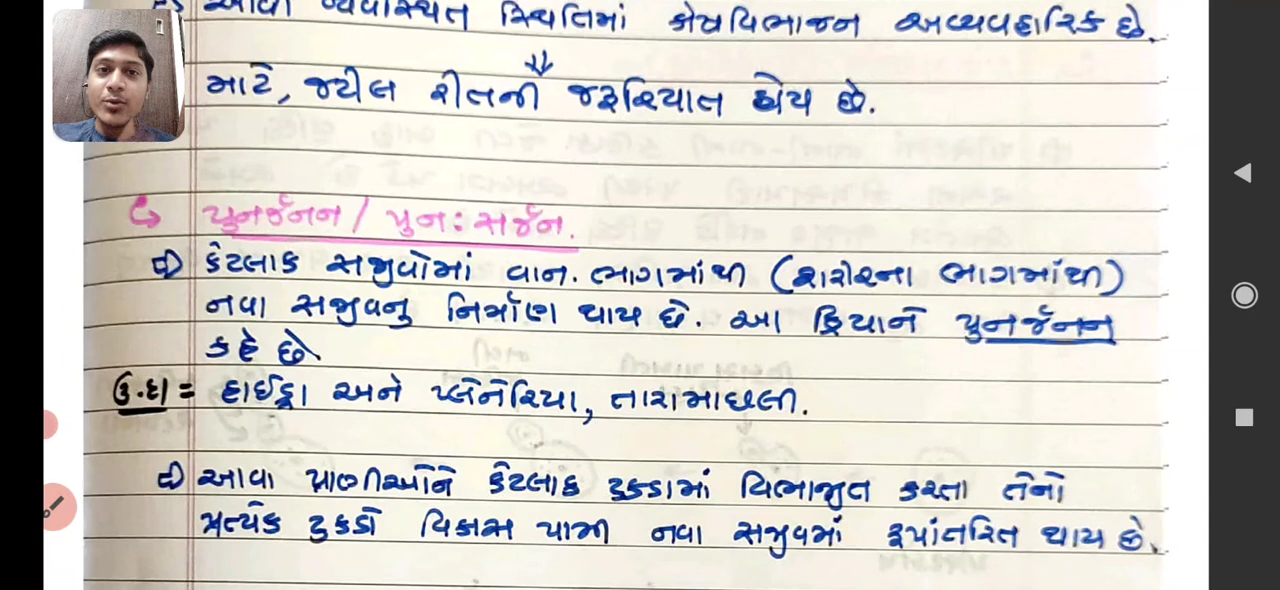 આવી વ્યવસ્થિત સ્થિતિમાં કોષવિભાજન અવ્યવહારિક છે.
માટે, જટીલ રીતની જરૂરિયાત હોય છે.
પુનર્જનન / પુન:સર્જન.
કેટલાક સજીવોમાં વાન. ભાગમાંથી (શરીરના ભાગમાંથી)
નવા સજીવનુ નિર્માણ થાય છે. આ ક્રિયાને પુનર્જનન
કહે છે.
ઉ.દા = હાઈડ્રા અને પ્લેનેરિયા, તારામાછલી.
આવા પ્રાણીઓને કેટલાક ટુકડામાં વિભાજીત કરતા તેનો
પ્રત્યેક ટુકડો વિકાસ પામી નવા સજીવમાં રૂપાંતરિત થાય છે.